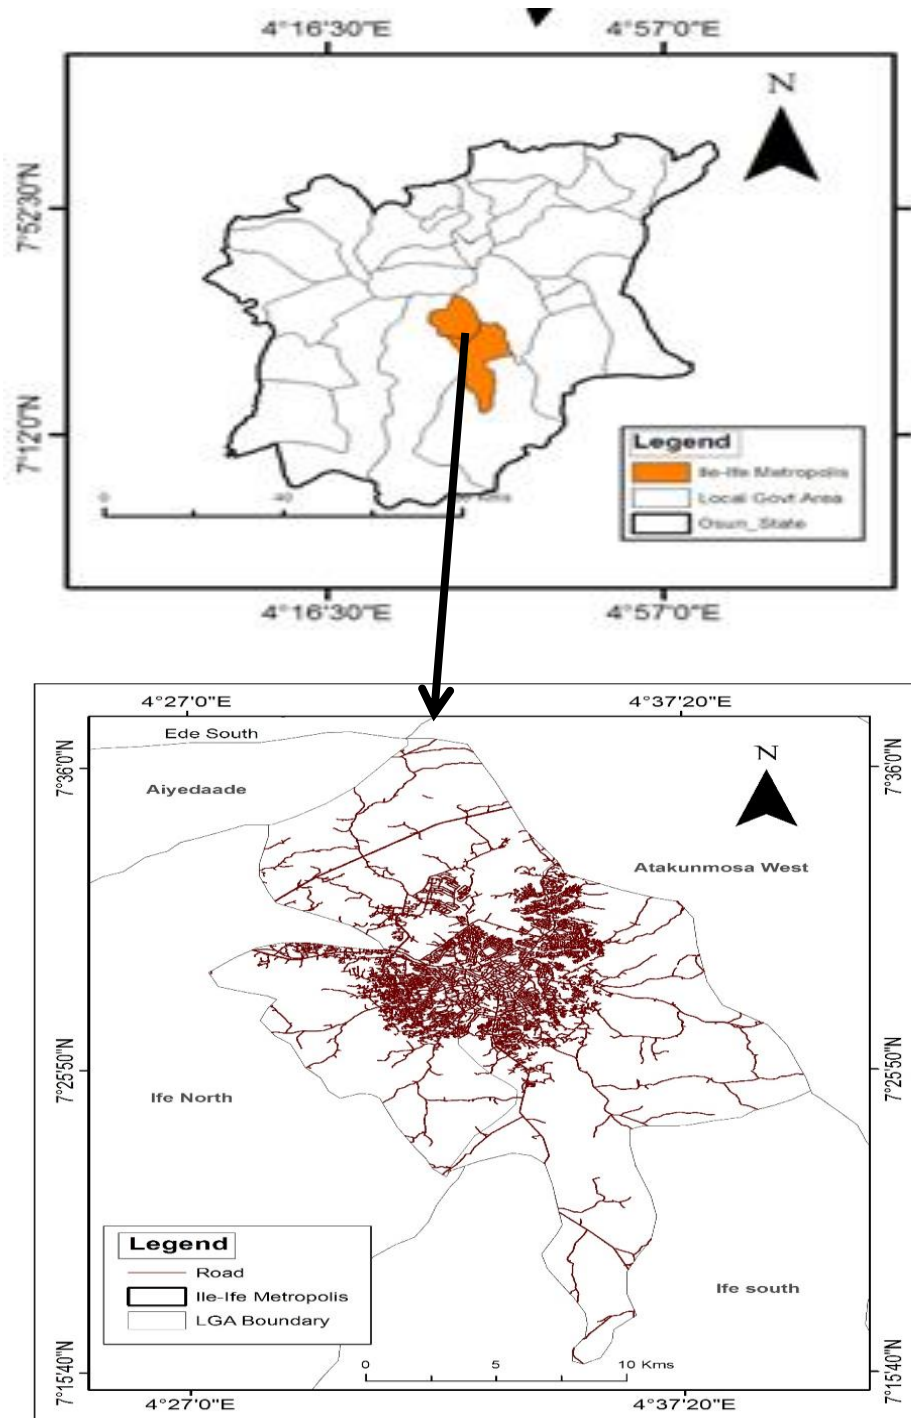 4°16'30"E 4°57'0"E
N
7°52'30"N
7°12'0"N
Legend
Ile-Ife Metropolis
Local Govt Area
Osun_State
0 40 Kms
4°16'30"E 4°57'0"E
4°27'0"E 4°37'20"E
Ede South
N
7°36'0"N 7°36'0"N
Aiyedaade
Atakunmosa West
7°25'50"N 7°25'50"N
Ife North
Legend
Road
Ile-Ife Metropolis
LGA Boundary
Ife south
0 5 10 Kms
7°15'40"N 7°15'40"N
4°27'0"E 4°37'20"E